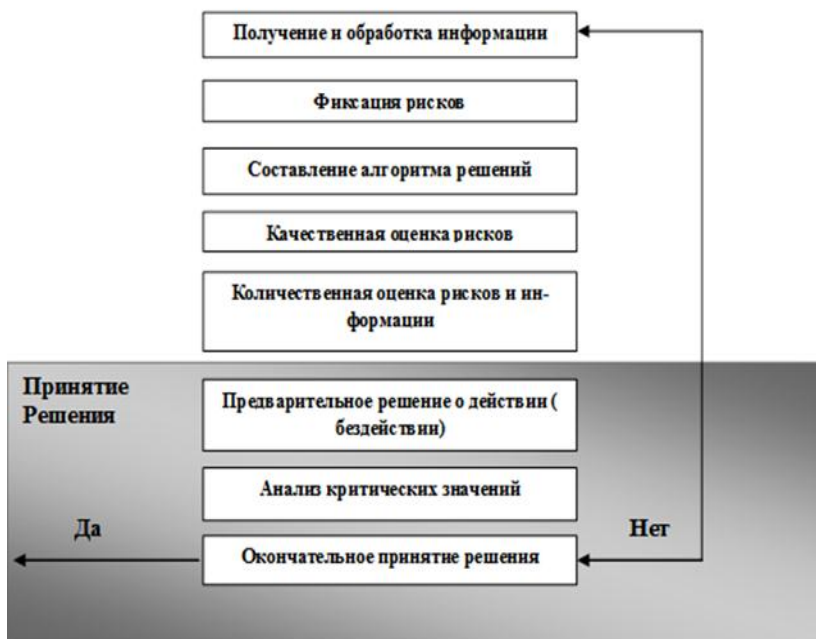 Получение и обработка информации
Фиксация рисков
Составление алгоритма решений
Качественная оценка рисков
Количественная оценка рисков и ин-
формации
Принятие
Решения
Предварительное решение о действии (
бездействии)
Анализ критических значений
Да
Нет
Окончательное принятие решения